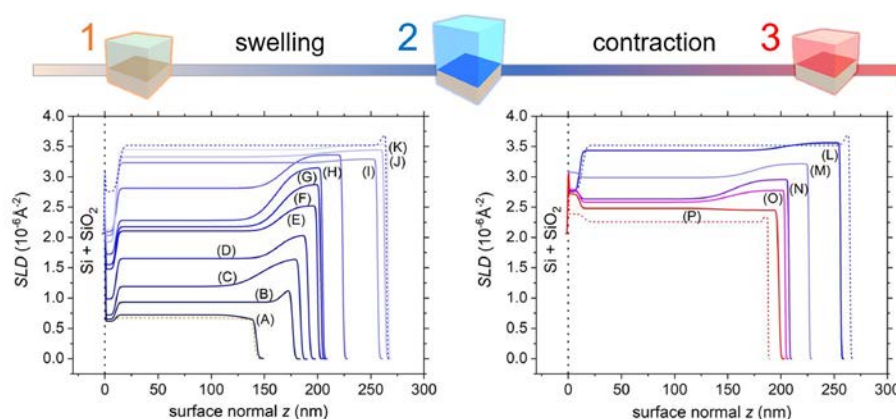 1 swelling 2 contraction 3
4.0
3.5
3.0
2.5
2.0
1.5
1.0
0.5
0.0
SLD (10⁻⁶Å⁻²)
Si + SiO₂
(K)
(J)
(H)
(I)
(G)
(F)
(E)
(D)
(C)
(B)
(A)
0 50 100 150 200 250 300
surface normal z (nm)
4.0
3.5
3.0
2.5
2.0
1.5
1.0
0.5
0.0
SLD (10⁻⁶Å⁻²)
Si + SiO₂
(L)
(M)
(N)
(O)
(P)
0 50 100 150 200 250 300
surface normal z (nm)